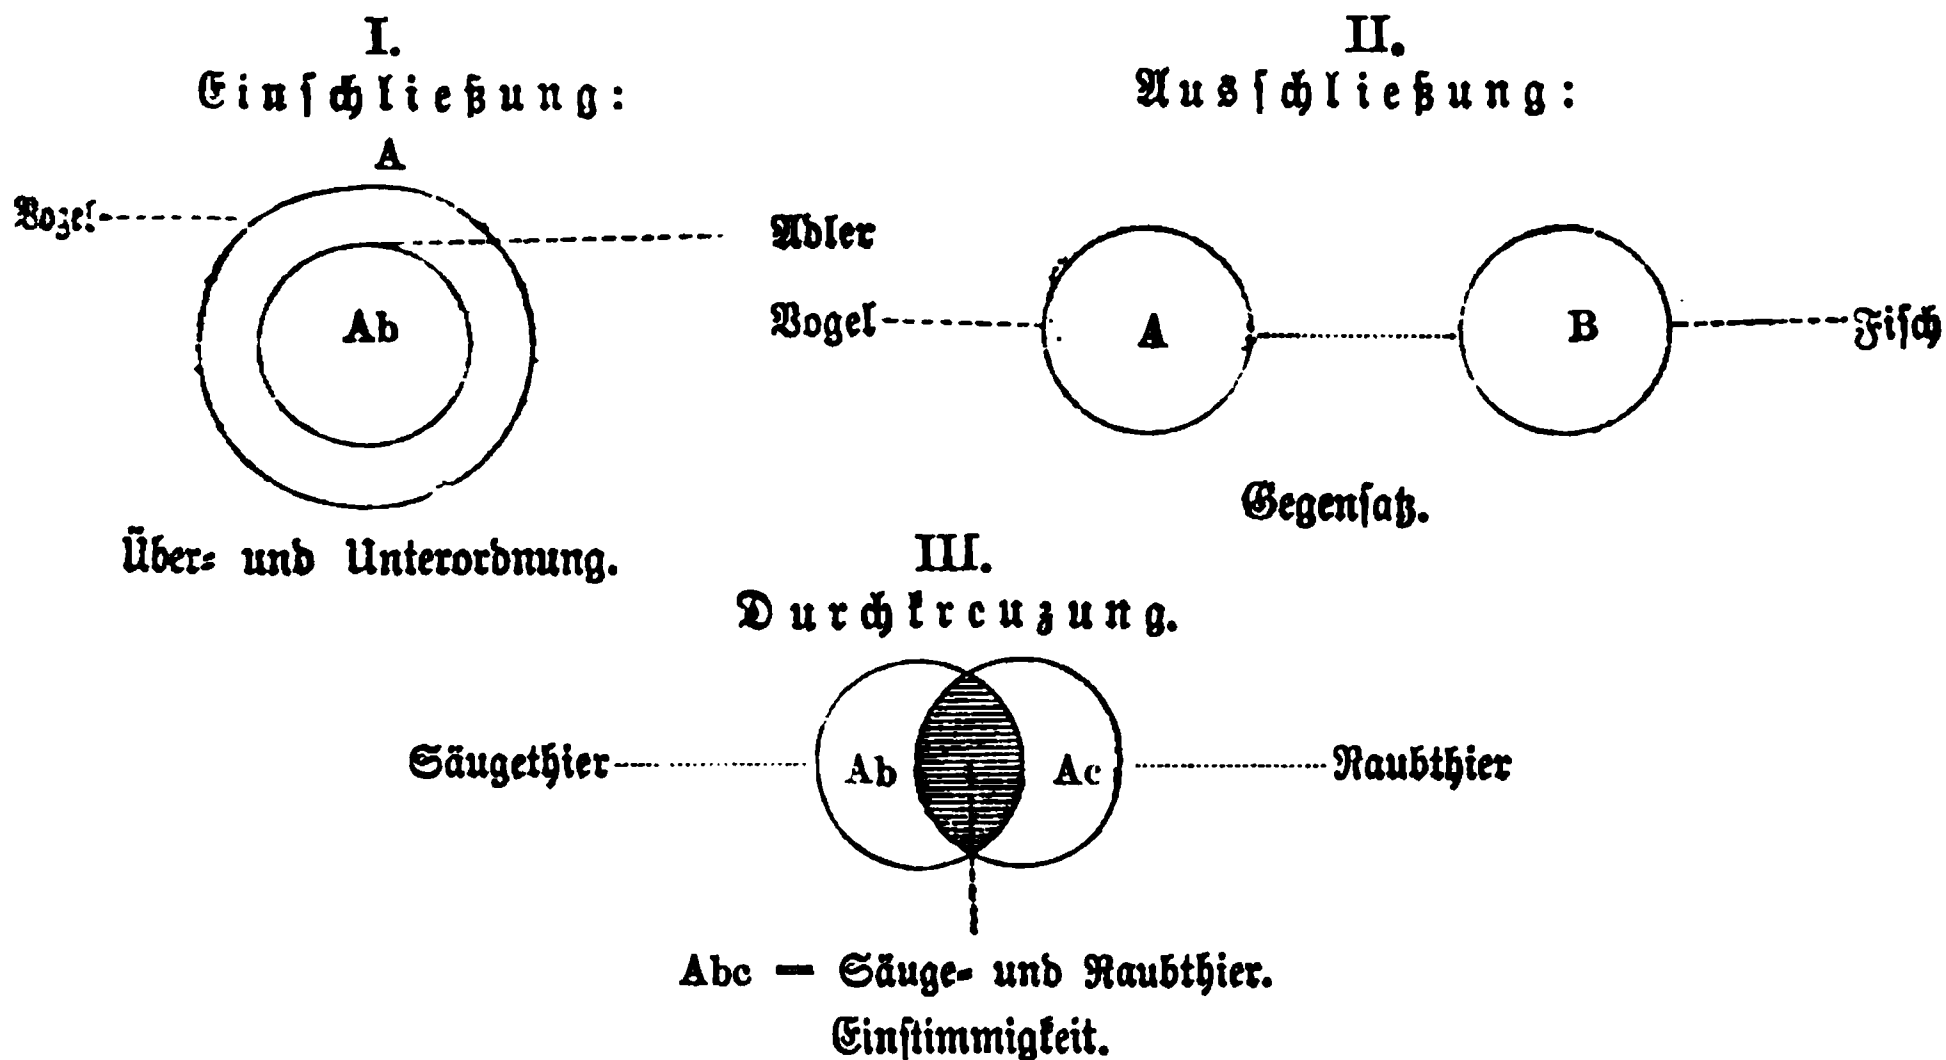 I.
Einſchließung:
A
Vogel
Adler
Ab
Über- und Unterordnung.
II.
Ausſchließung:
Vogel
A
B
Fiſch
Gegenſatz.
III.
Durchkreuzung.
Säugethier
Ab
Ac
Raubthier
Abc — Säuge- und Raubthier.
Einſtimmigkeit.